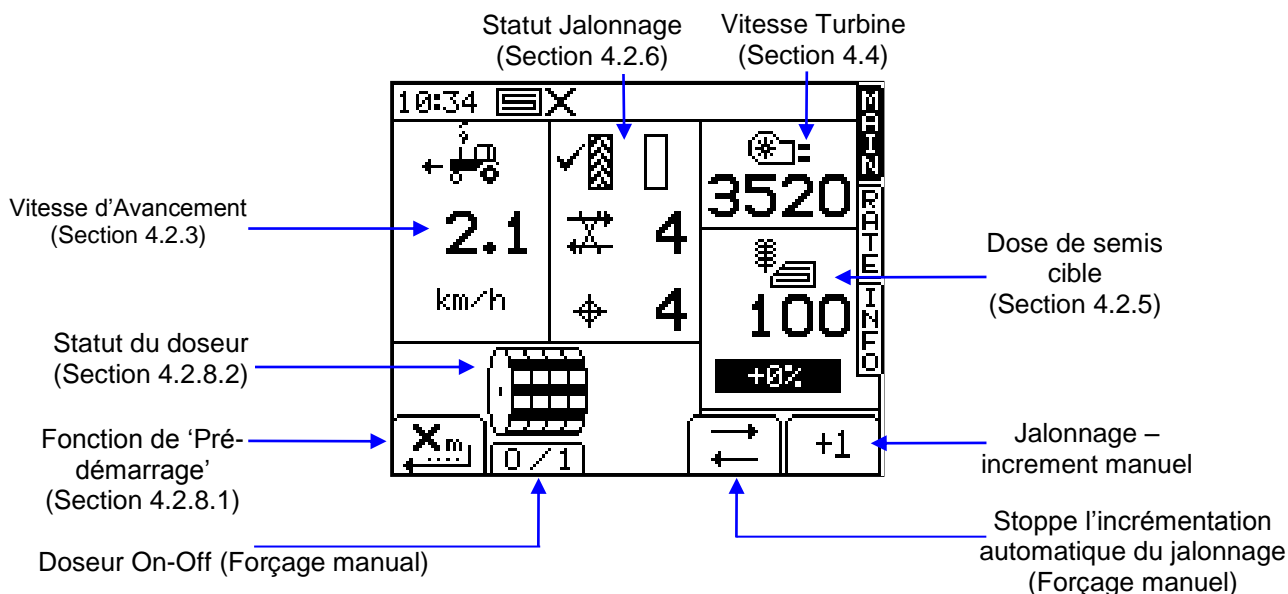 Statut Jalonnage
(Section 4.2.6)
Vitesse Turbine
(Section 4.4)
10:34
MAIN
RATE
INFO
3520
Vitesse d’Avancement
(Section 4.2.3)
2.1
km/h
4
4
Dose de semis
cible
(Section 4.2.5)
100
+0%
Statut du doseur
(Section 4.2.8.2)
Fonction de ‘Pré-
démarrage’
(Section 4.2.8.1)
Xm
0/1
+1
Jalonnage –
increment manuel
Doseur On-Off (Forçage manual)
Stoppe l’incrémentation
automatique du jalonnage
(Forçage manuel)